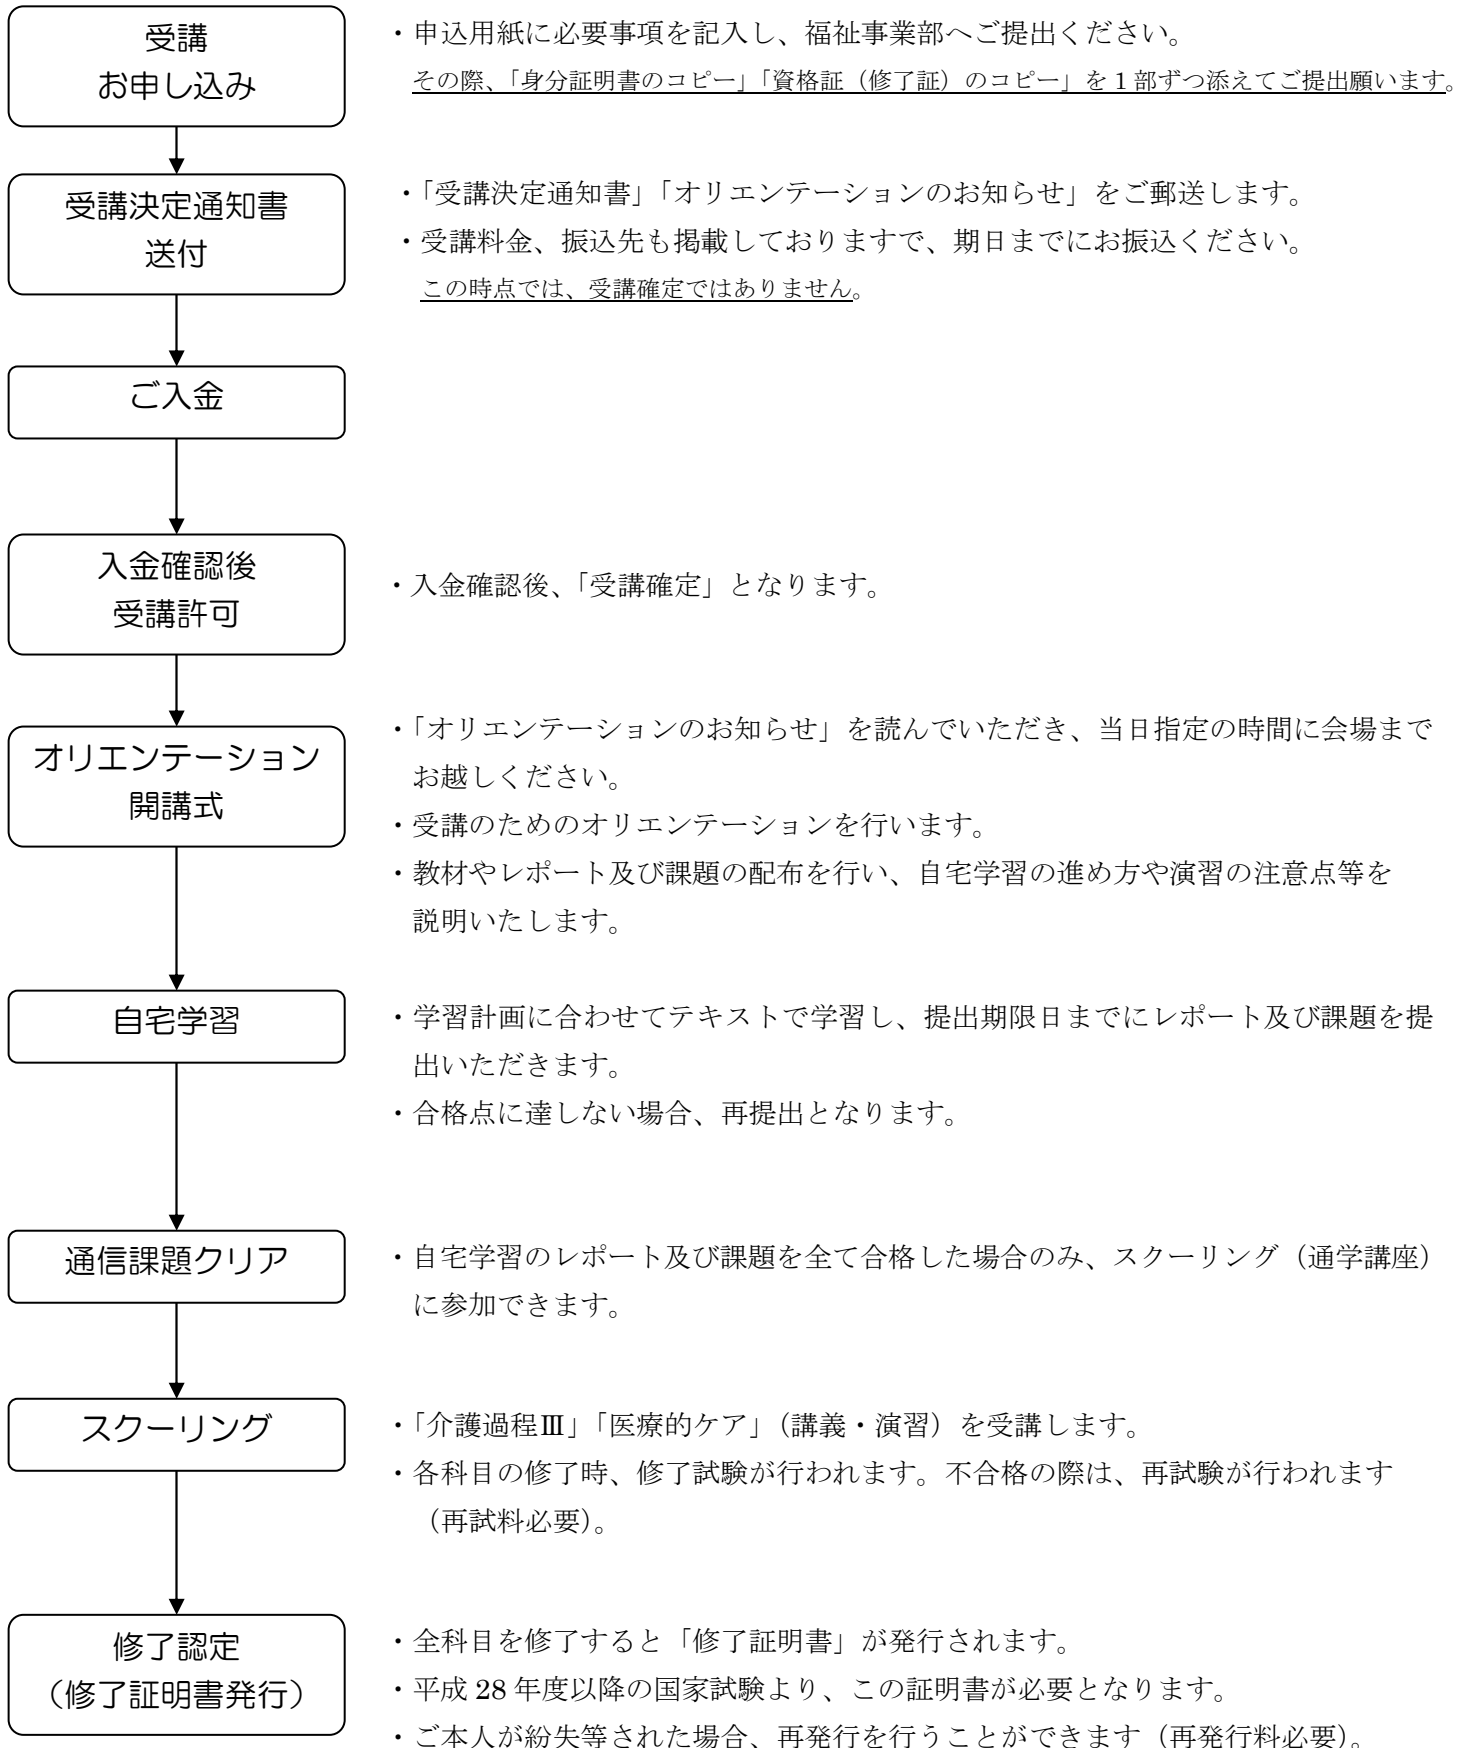 受講
お申し込み
・申込用紙に必要事項を記入し、福祉事業部へご提出ください。
その際、「身分証明書のコピー」「資格証（修了証）のコピー」を 1 部ずつ添えてご提出願います。
受講決定通知書
送付
・「受講決定通知書」「オリエンテーションのお知らせ」をご郵送します。
・受講料金、振込先も掲載しておりますで、期日までにお振込ください。
この時点では、受講確定ではありません。
ご入金
入金確認後
受講許可
・入金確認後、「受講確定」となります。
オリエンテーション
開講式
・「オリエンテーションのお知らせ」を読んでいただき、当日指定の時間に会場まで
お越しください。
・受講のためのオリエンテーションを行います。
・教材やレポート及び課題の配布を行い、自宅学習の進め方や演習の注意点等を
説明いたします。
自宅学習
・学習計画に合わせてテキストで学習し、提出期限日までにレポート及び課題を提
出いただきます。
・合格点に達しない場合、再提出となります。
通信課題クリア
・自宅学習のレポート及び課題を全て合格した場合のみ、スクーリング（通学講座）
に参加できます。
スクーリング
・「介護過程Ⅲ」「医療的ケア」（講義・演習）を受講します。
・各科目の修了時、修了試験が行われます。不合格の際は、再試験が行われます
（再試料必要）。
修了認定
（修了証明書発行）
・全科目を修了すると「修了証明書」が発行されます。
・平成 28 年度以降の国家試験より、この証明書が必要となります。
・ご本人が紛失等された場合、再発行を行うことができます（再発行料必要）。